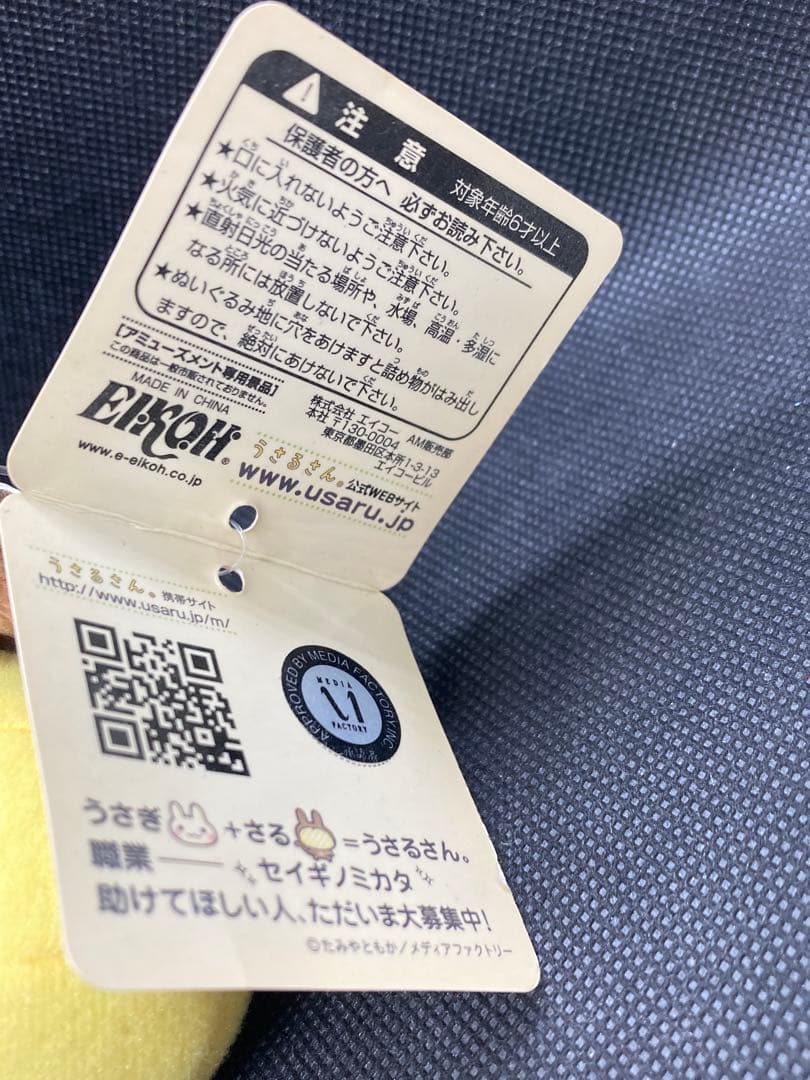 注意 対象年齢6才以上
保護者の方へ 必ずお読み下さい。
★口に入れないようご注意下さい。
★火気に近づけないようご注意下さい。
★直射日光の当たる場所や、水場、高温・多湿に
なる所には放置しないで下さい。
★ぬいぐるみ地に穴をあけますと詰め物がはみ出し
ますので、絶対にあけないで下さい。
[アミューズメント専用景品]
この商品は一般市販されておりません。
MADE IN CHINA
EIKOH®
www.e-eikoh.co.jp
株式会社 エイコー AM販売部
本社 〒130-0004
東京都墨田区本所1-3-13
エイコービル
うさるさん。公式WEBサイト
www.usaru.jp
うさるさん。携帯サイト
http://www.usaru.jp/m/
APPROVED BY MEDIA FACTORY, INC.
MEDIA
FACTORY
うさぎ+さる=うさるさん。
職業――セイギノミカタ
助けてほしい人、ただいま大募集中!
©たみやともか/メディアファクトリー